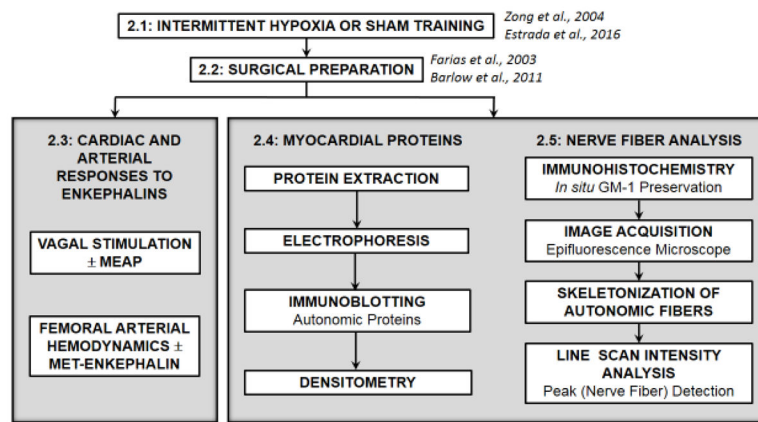 2.1: INTERMITTENT HYPOXIA OR SHAM TRAINING
Zong et al., 2004
Estrada et al., 2016
2.2: SURGICAL PREPARATION
Farias et al., 2003
Barlow et al., 2011
2.3: CARDIAC AND
ARTERIAL
RESPONSES TO
ENKEPHALINS
VAGAL STIMULATION
± MEAP
FEMORAL ARTERIAL
HEMODYNAMICS ±
MET-ENKEPHALIN
2.4: MYOCARDIAL PROTEINS
PROTEIN EXTRACTION
ELECTROPHORESIS
IMMUNOBLOTTING
Autonomic Proteins
DENSITOMETRY
2.5: NERVE FIBER ANALYSIS
IMMUNOHISTOCHEMISTRY
In situ GM-1 Preservation
IMAGE ACQUISITION
Epifluorescence Microscope
SKELETONIZATION OF
AUTONOMIC FIBERS
LINE SCAN INTENSITY
ANALYSIS
Peak (Nerve Fiber) Detection